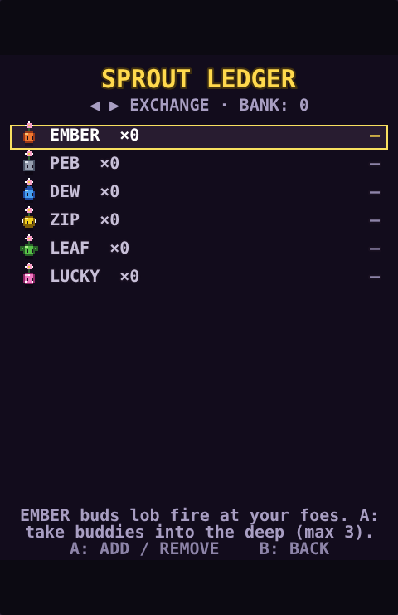 SPROUT LEDGER
◀ ▶ EXCHANGE · BANK: 0
EMBER ×0 —
PEB ×0 —
DEW ×0 —
ZIP ×0 —
LEAF ×0 —
LUCKY ×0 —
EMBER buds lob fire at your foes. A:
take buddies into the deep (max 3).
A: ADD / REMOVE B: BACK